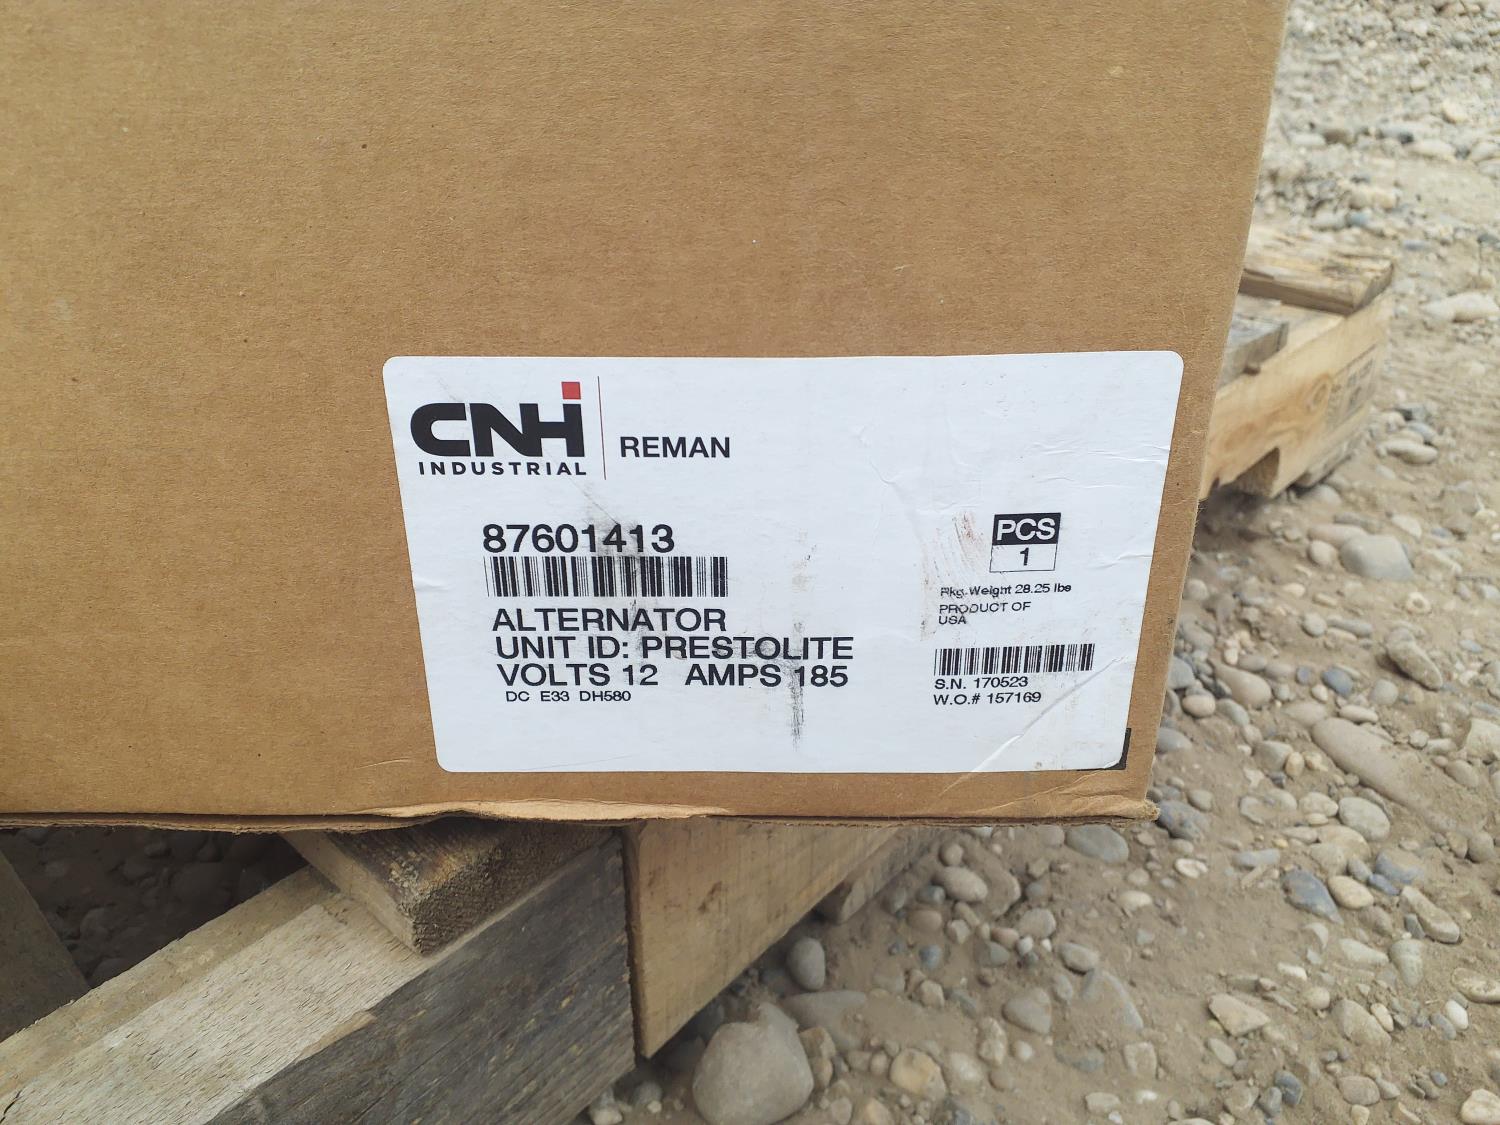 CNH
INDUSTRIAL
REMAN
87601413
ALTERNATOR
UNIT ID: PRESTOLITE
VOLTS 12 AMPS 185
DC E33 DH580
PCS
1
Pkg. Weight 28.25 lbs
PRODUCT OF
USA
S.N. 170523
W.O.# 157169